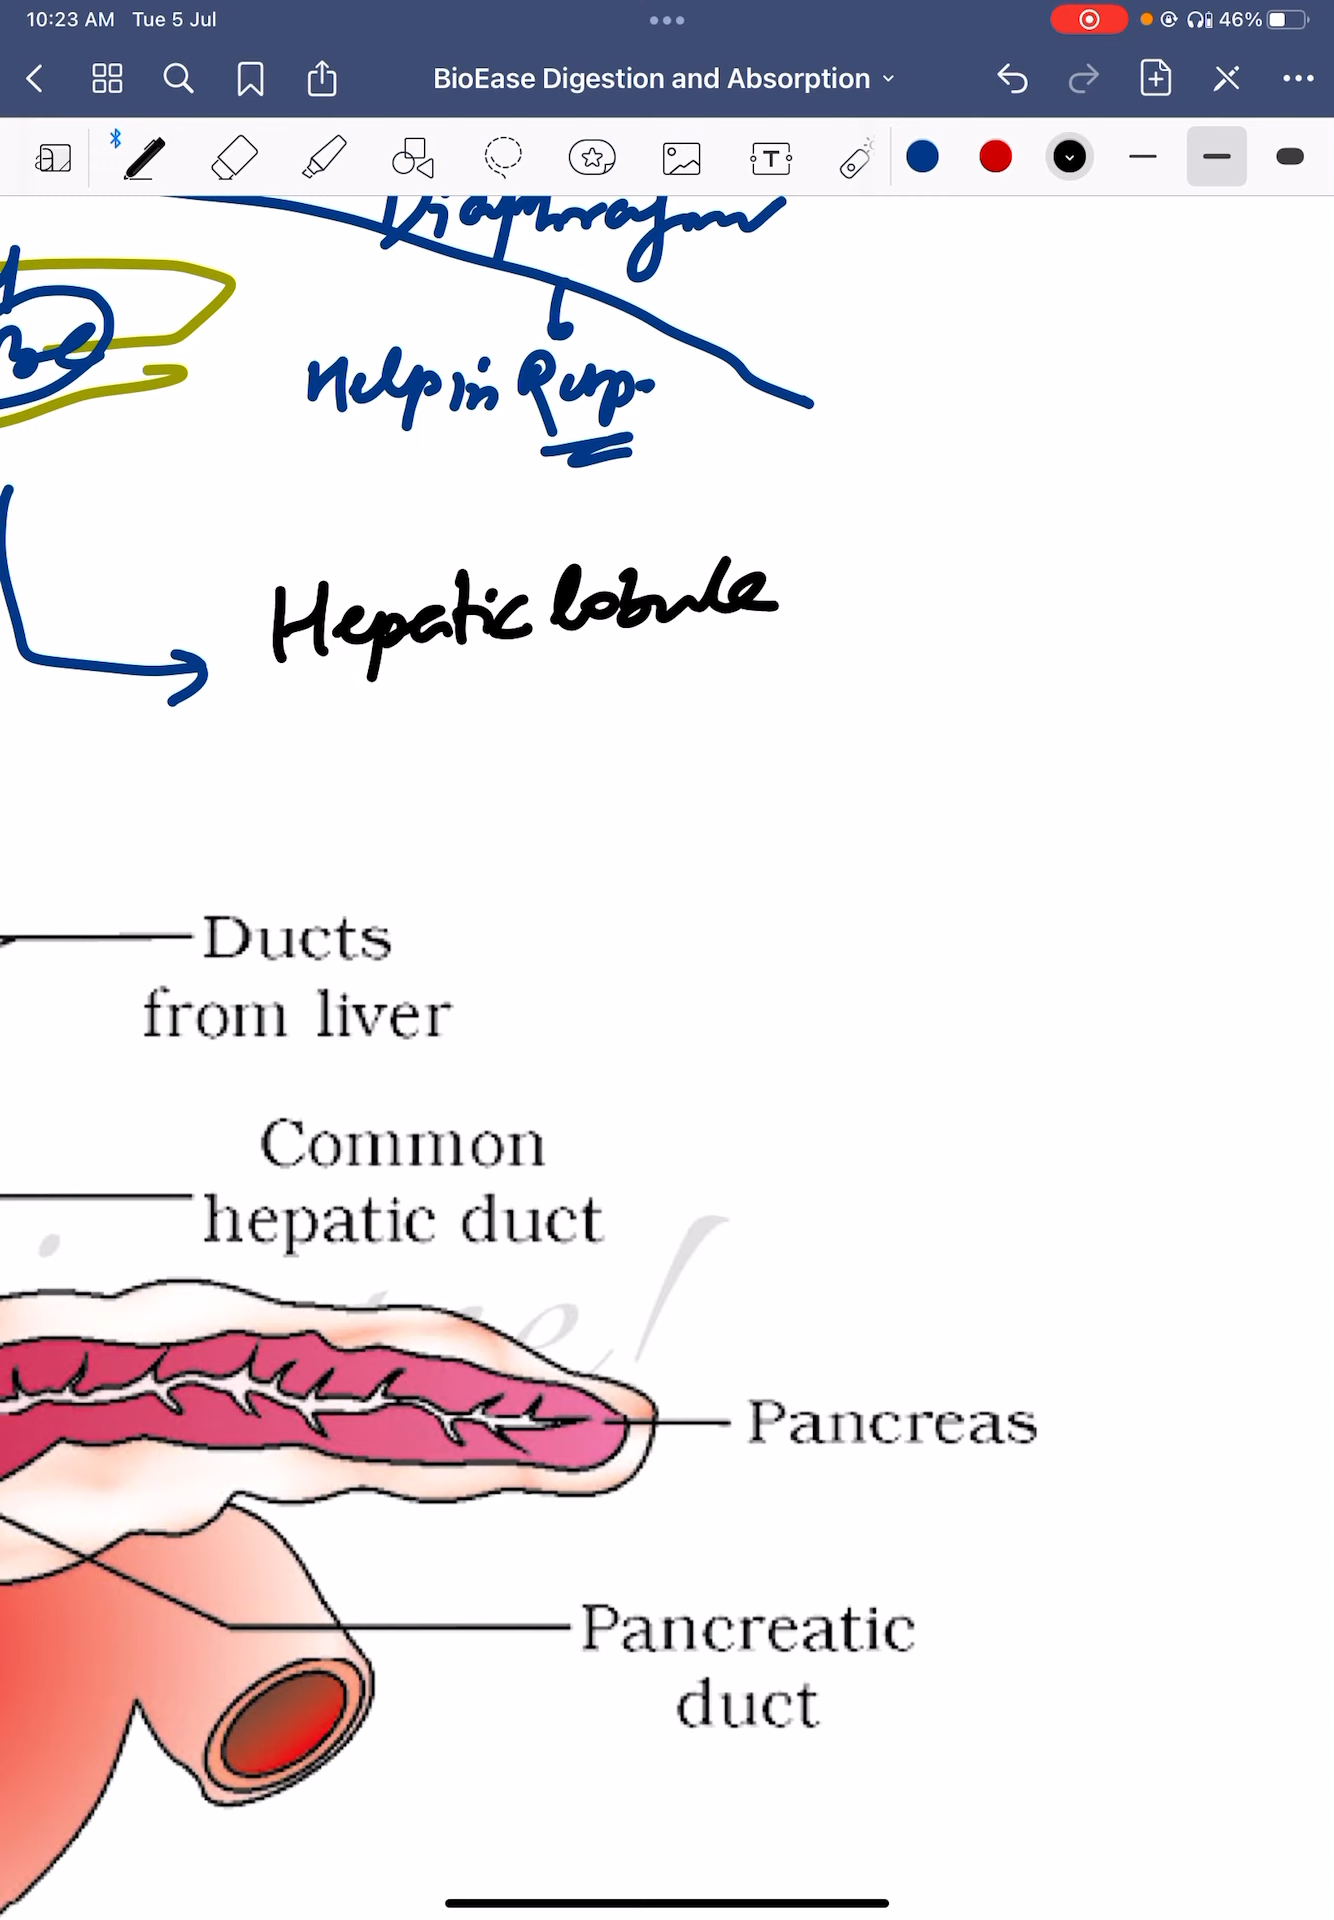 10:23 AM Tue 5 Jul
46%
BioEase Digestion and Absorption
T
Diaphragm
Help in Resp.
Hepatic lobule
Ducts
from liver
Common
hepatic duct
Pancreas
Pancreatic
duct